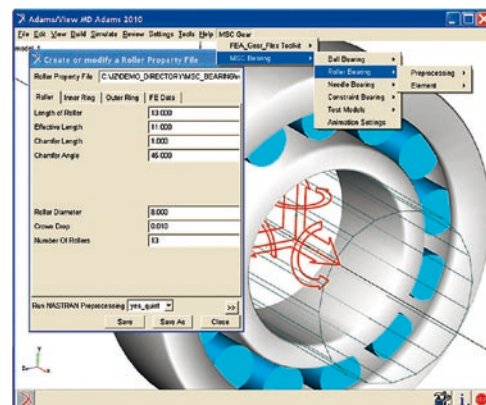 Adams/View MD Adams 2010
File Edit View Build Simulate Review Settings Tools Help MSC Gear
FEA_Gear_Flex Toolkit
MSC Bearing
Ball Bearing
Roller Bearing
Needle Bearing
Constraint Bearing
Test Models
Animation Settings
Preprocessing
Element
Create or modify a Roller Property File
Roller Property File
Roller Inner Ring Outer Ring FE Data
Length of Roller 13.000
Effective Length 11.000
Chamfer Length 1.000
Chamfer Angle 45.000
Roller Diameter 8.000
Crown Drop 0.010
Number Of Rollers 13
Run NASTRAN Preprocessing yes_quiet >>
Save Save As Close